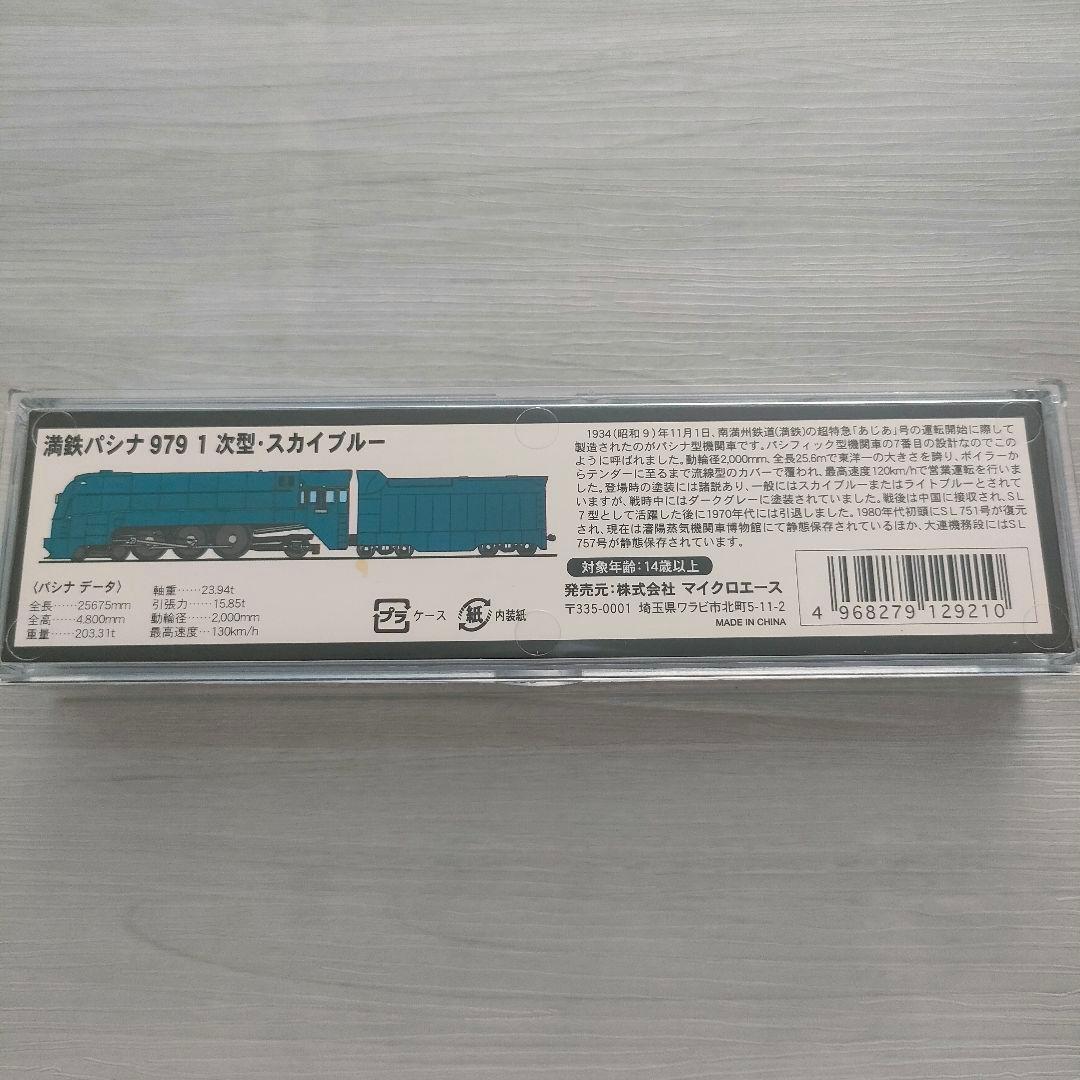 満鉄パシナ 979 1 次型・スカイブルー
〈パシナ データ〉
全長……25675mm
全高……4,800mm
重量……203.31t
軸重……23.94t
引張力……15.85t
動輪径……2,000mm
最高速度…130km/h
プラ ケース
紙 内装紙
1934(昭和9)年11月1日、南満州鉄道(満鉄)の超特急「あじあ」号の運転開始に際して
製造されたのがパシナ型機関車です。パシフィック型機関車の7番目の設計なのでこの
ように呼ばれました。動輪径2,000mm、全長25.6mで東洋一の大きさを誇り、ボイラーか
らテンダーに至るまで流線型のカバーで覆われ、最高速度120km/hで営業運転を行いま
した。登場時の塗装には諸説あり、一般にはスカイブルーまたはライトブルーとされて
いますが、戦時中にはダークグレーに塗装されていました。戦後は中国に接収され、SL
7型として活躍した後に1970年代には引退しました。1980年代初頭にSL751号が復元
され、現在は瀋陽蒸気機関車博物館にて静態保存されているほか、大連機務段にはSL
757号が静態保存されています。
対象年齢:14歳以上
発売元:株式会社 マイクロエース
〒335-0001 埼玉県ワラビ市北町5-11-2
MADE IN CHINA
4 968279 129210